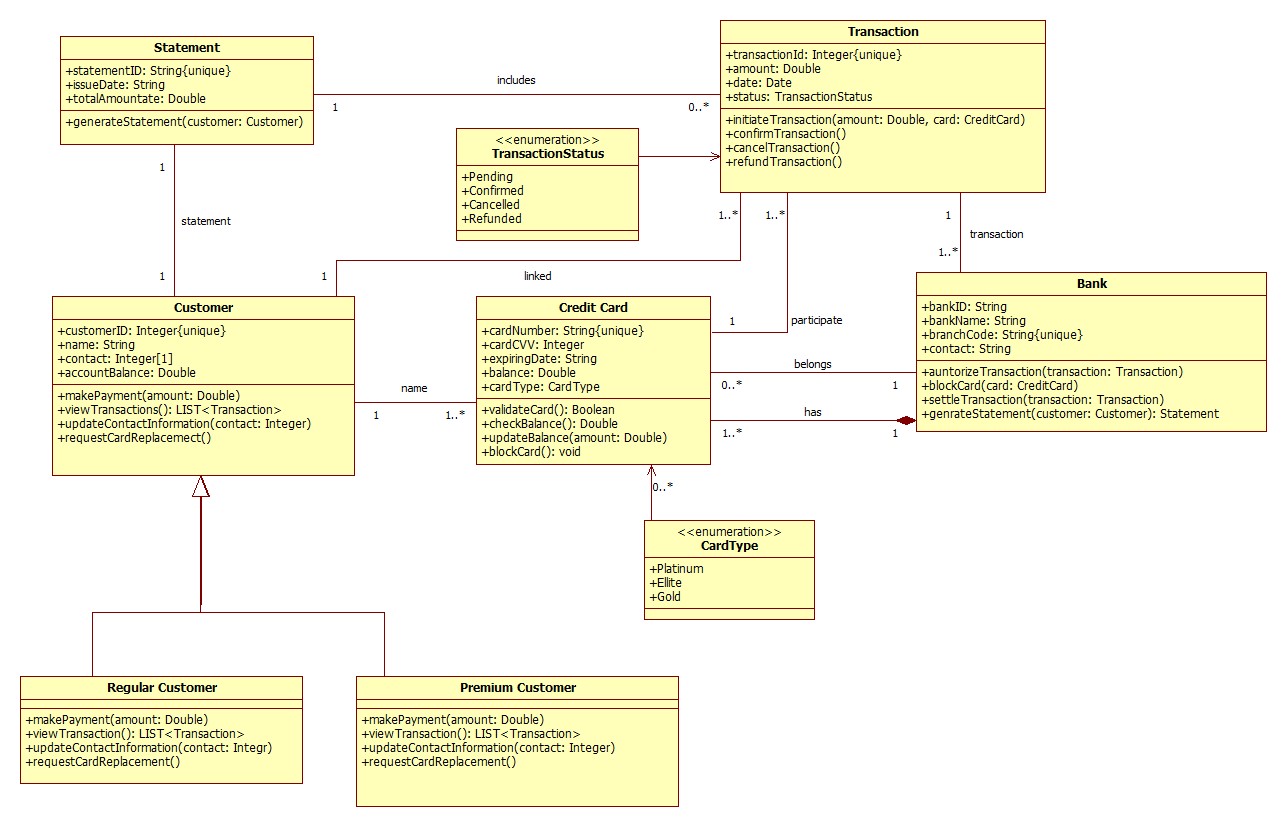 Statement
+statementID: String{unique}
+issueDate: String
+totalAmountate: Double
+generateStatement(customer: Customer)
includes
1
0..*
Transaction
+transactionId: Integer{unique}
+amount: Double
+date: Date
+status: TransactionStatus
+initiateTransaction(amount: Double, card: CreditCard)
+confirmTransaction()
+cancelTransaction()
+refundTransaction()
<<enumeration>>
TransactionStatus
+Pending
+Confirmed
+Cancelled
+Refunded
1
statement
1
1..*
linked
1
1..*
participate
1
1
transaction
1..*
Customer
+customerID: Integer{unique}
+name: String
+contact: Integer[1]
+accountBalance: Double
+makePayment(amount: Double)
+viewTransactions(): LIST<Transaction>
+updateContactInformation(contact: Integer)
+requestCardReplacemect()
name
1
1..*
Credit Card
+cardNumber: String{unique}
+cardCVV: Integer
+expiringDate: String
+balance: Double
+cardType: CardType
+validateCard(): Boolean
+checkBalance(): Double
+updateBalance(amount: Double)
+blockCard(): void
belongs
0..*
1
has
1..*
1
Bank
+bankID: String
+bankName: String
+branchCode: String{unique}
+contact: String
+auntorizeTransaction(transaction: Transaction)
+blockCard(card: CreditCard)
+settleTransaction(transaction: Transaction)
+genrateStatement(customer: Customer): Statement
0..*
<<enumeration>>
CardType
+Platinum
+Ellite
+Gold
Regular Customer
+makePayment(amount: Double)
+viewTransaction(): LIST<Transaction>
+updateContactInformation(contact: Integr)
+requestCardReplacement()
Premium Customer
+makePayment(amount: Double)
+viewTransaction(): LIST<Transaction>
+updateContactInformation(contact: Integer)
+requestCardReplacement()